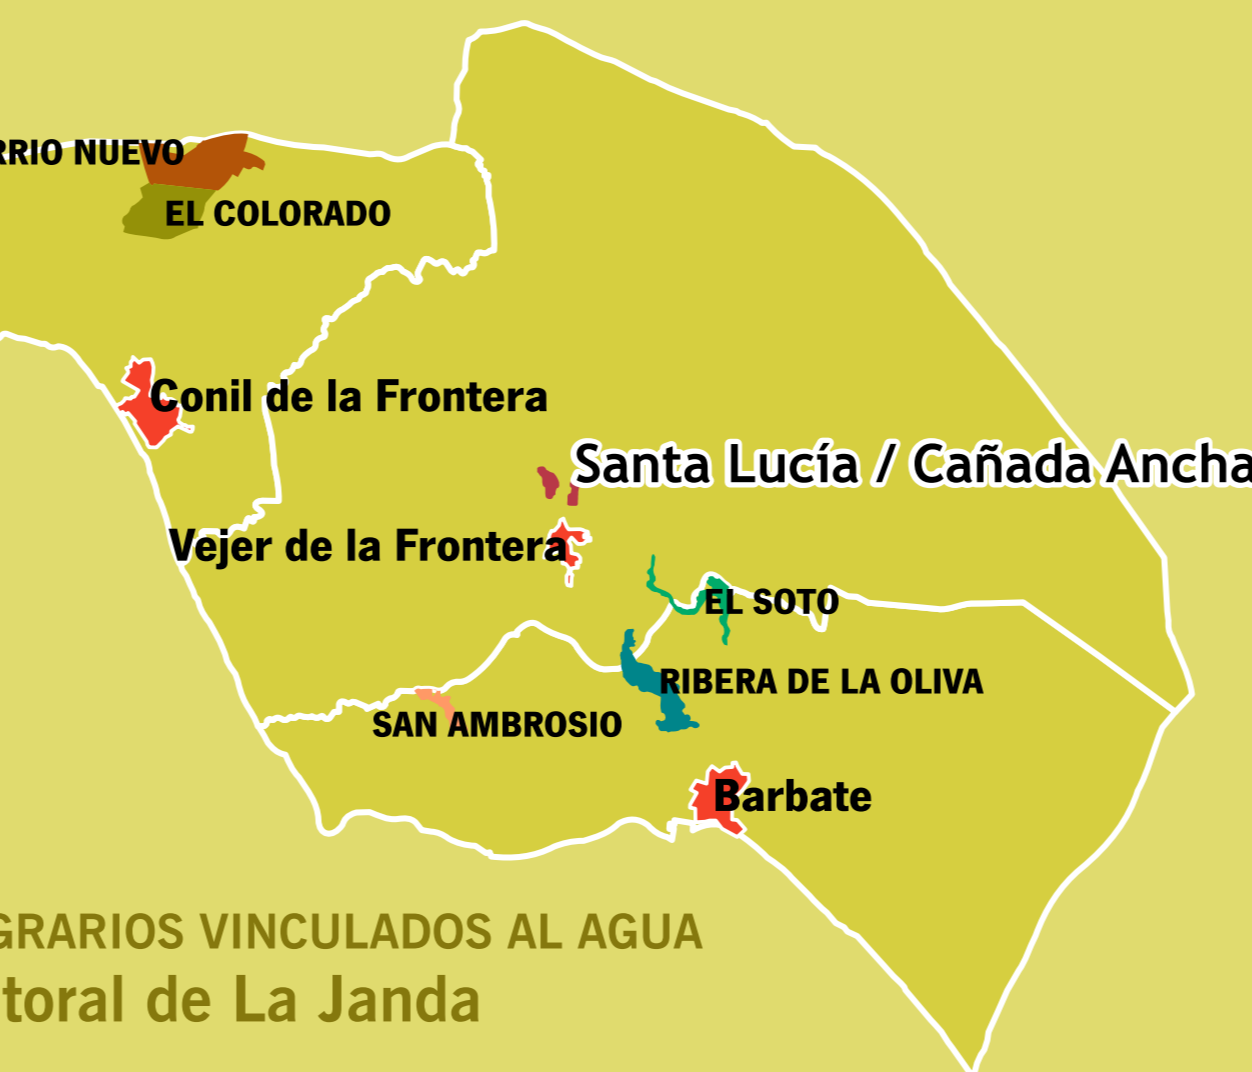 RRIO NUEVO
EL COLORADO
Conil de la Frontera
Santa Lucía / Cañada Ancha
Vejer de la Frontera
EL SOTO
RIBERA DE LA OLIVA
SAN AMBROSIO
Barbate
GRARIOS VINCULADOS AL AGUA
toral de La Janda